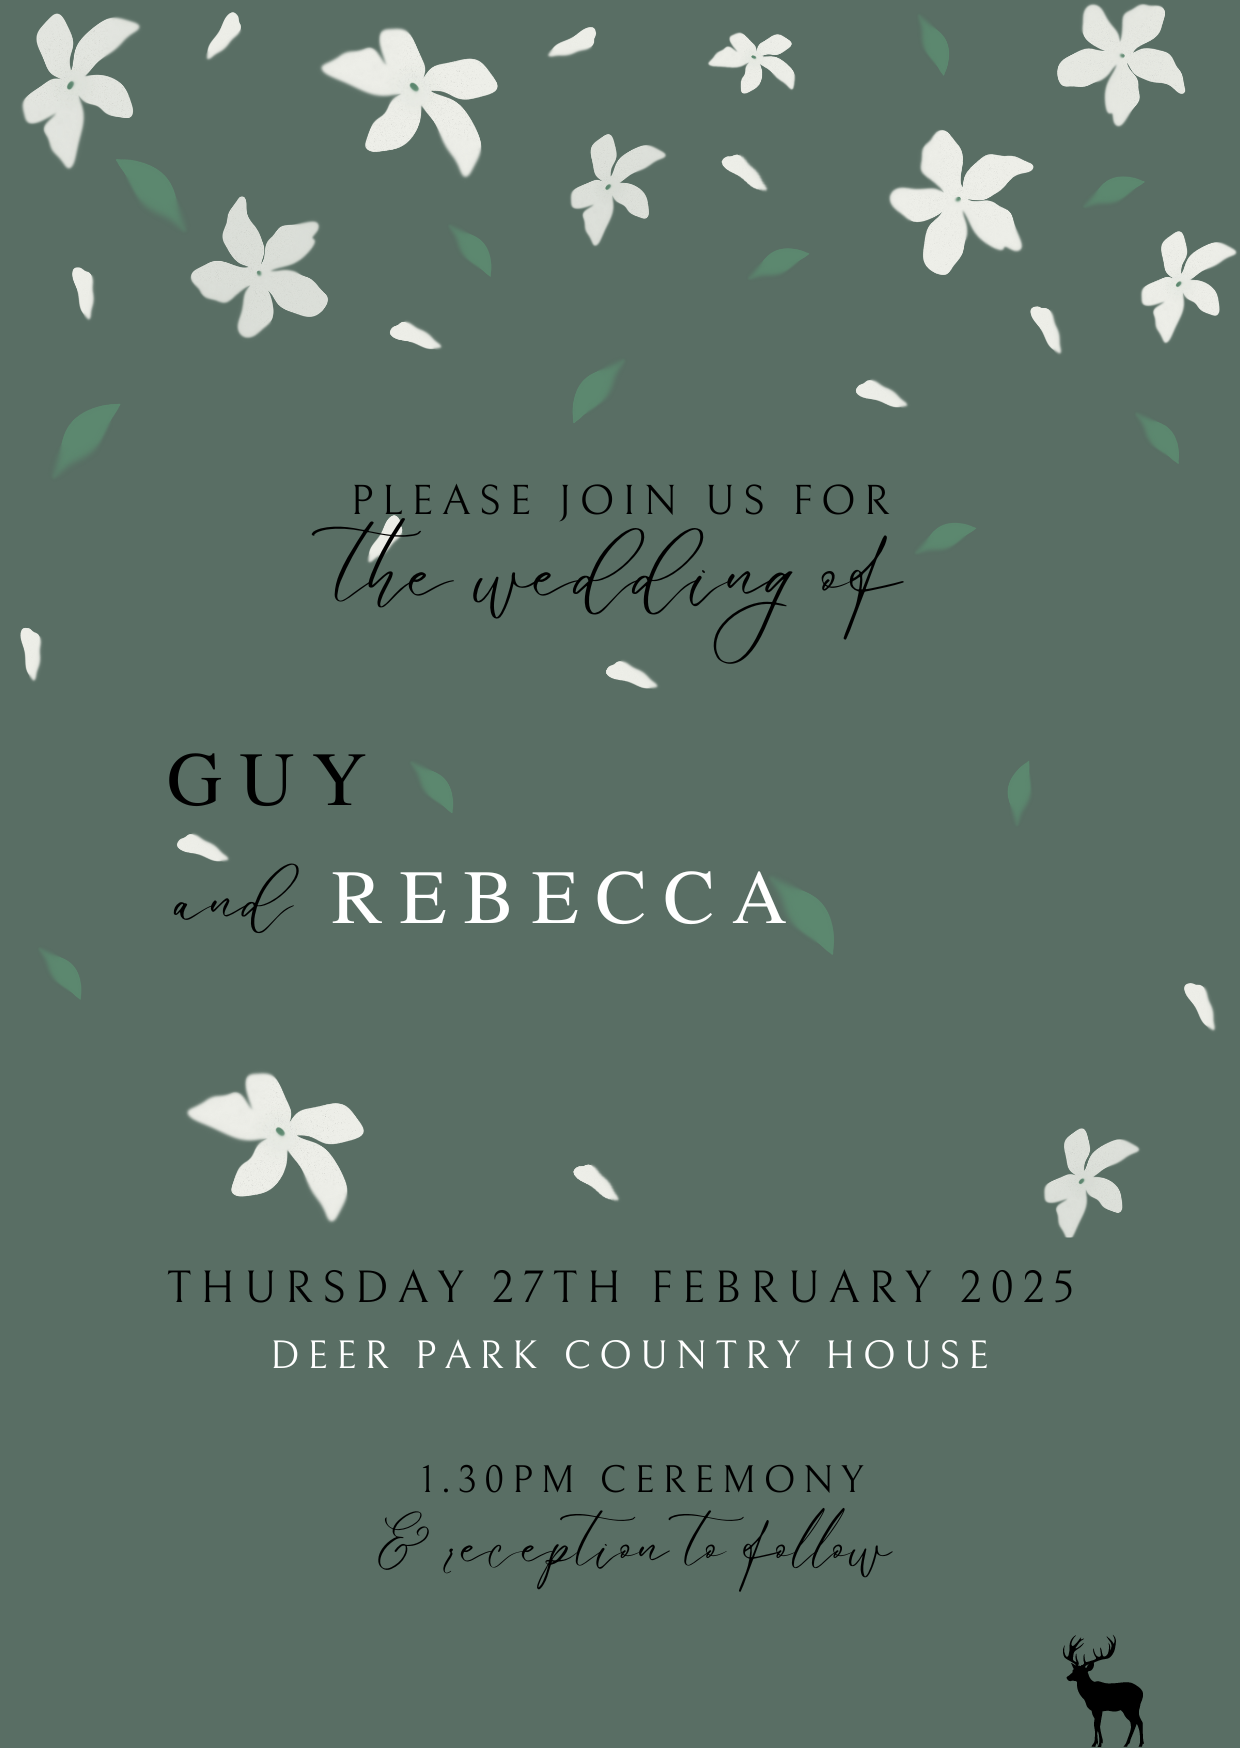 PLEASE JOIN US FOR
the wedding of
GUY
and REBECCA
THURSDAY 27TH FEBRUARY 2025
DEER PARK COUNTRY HOUSE
1.30PM CEREMONY
& reception to follow